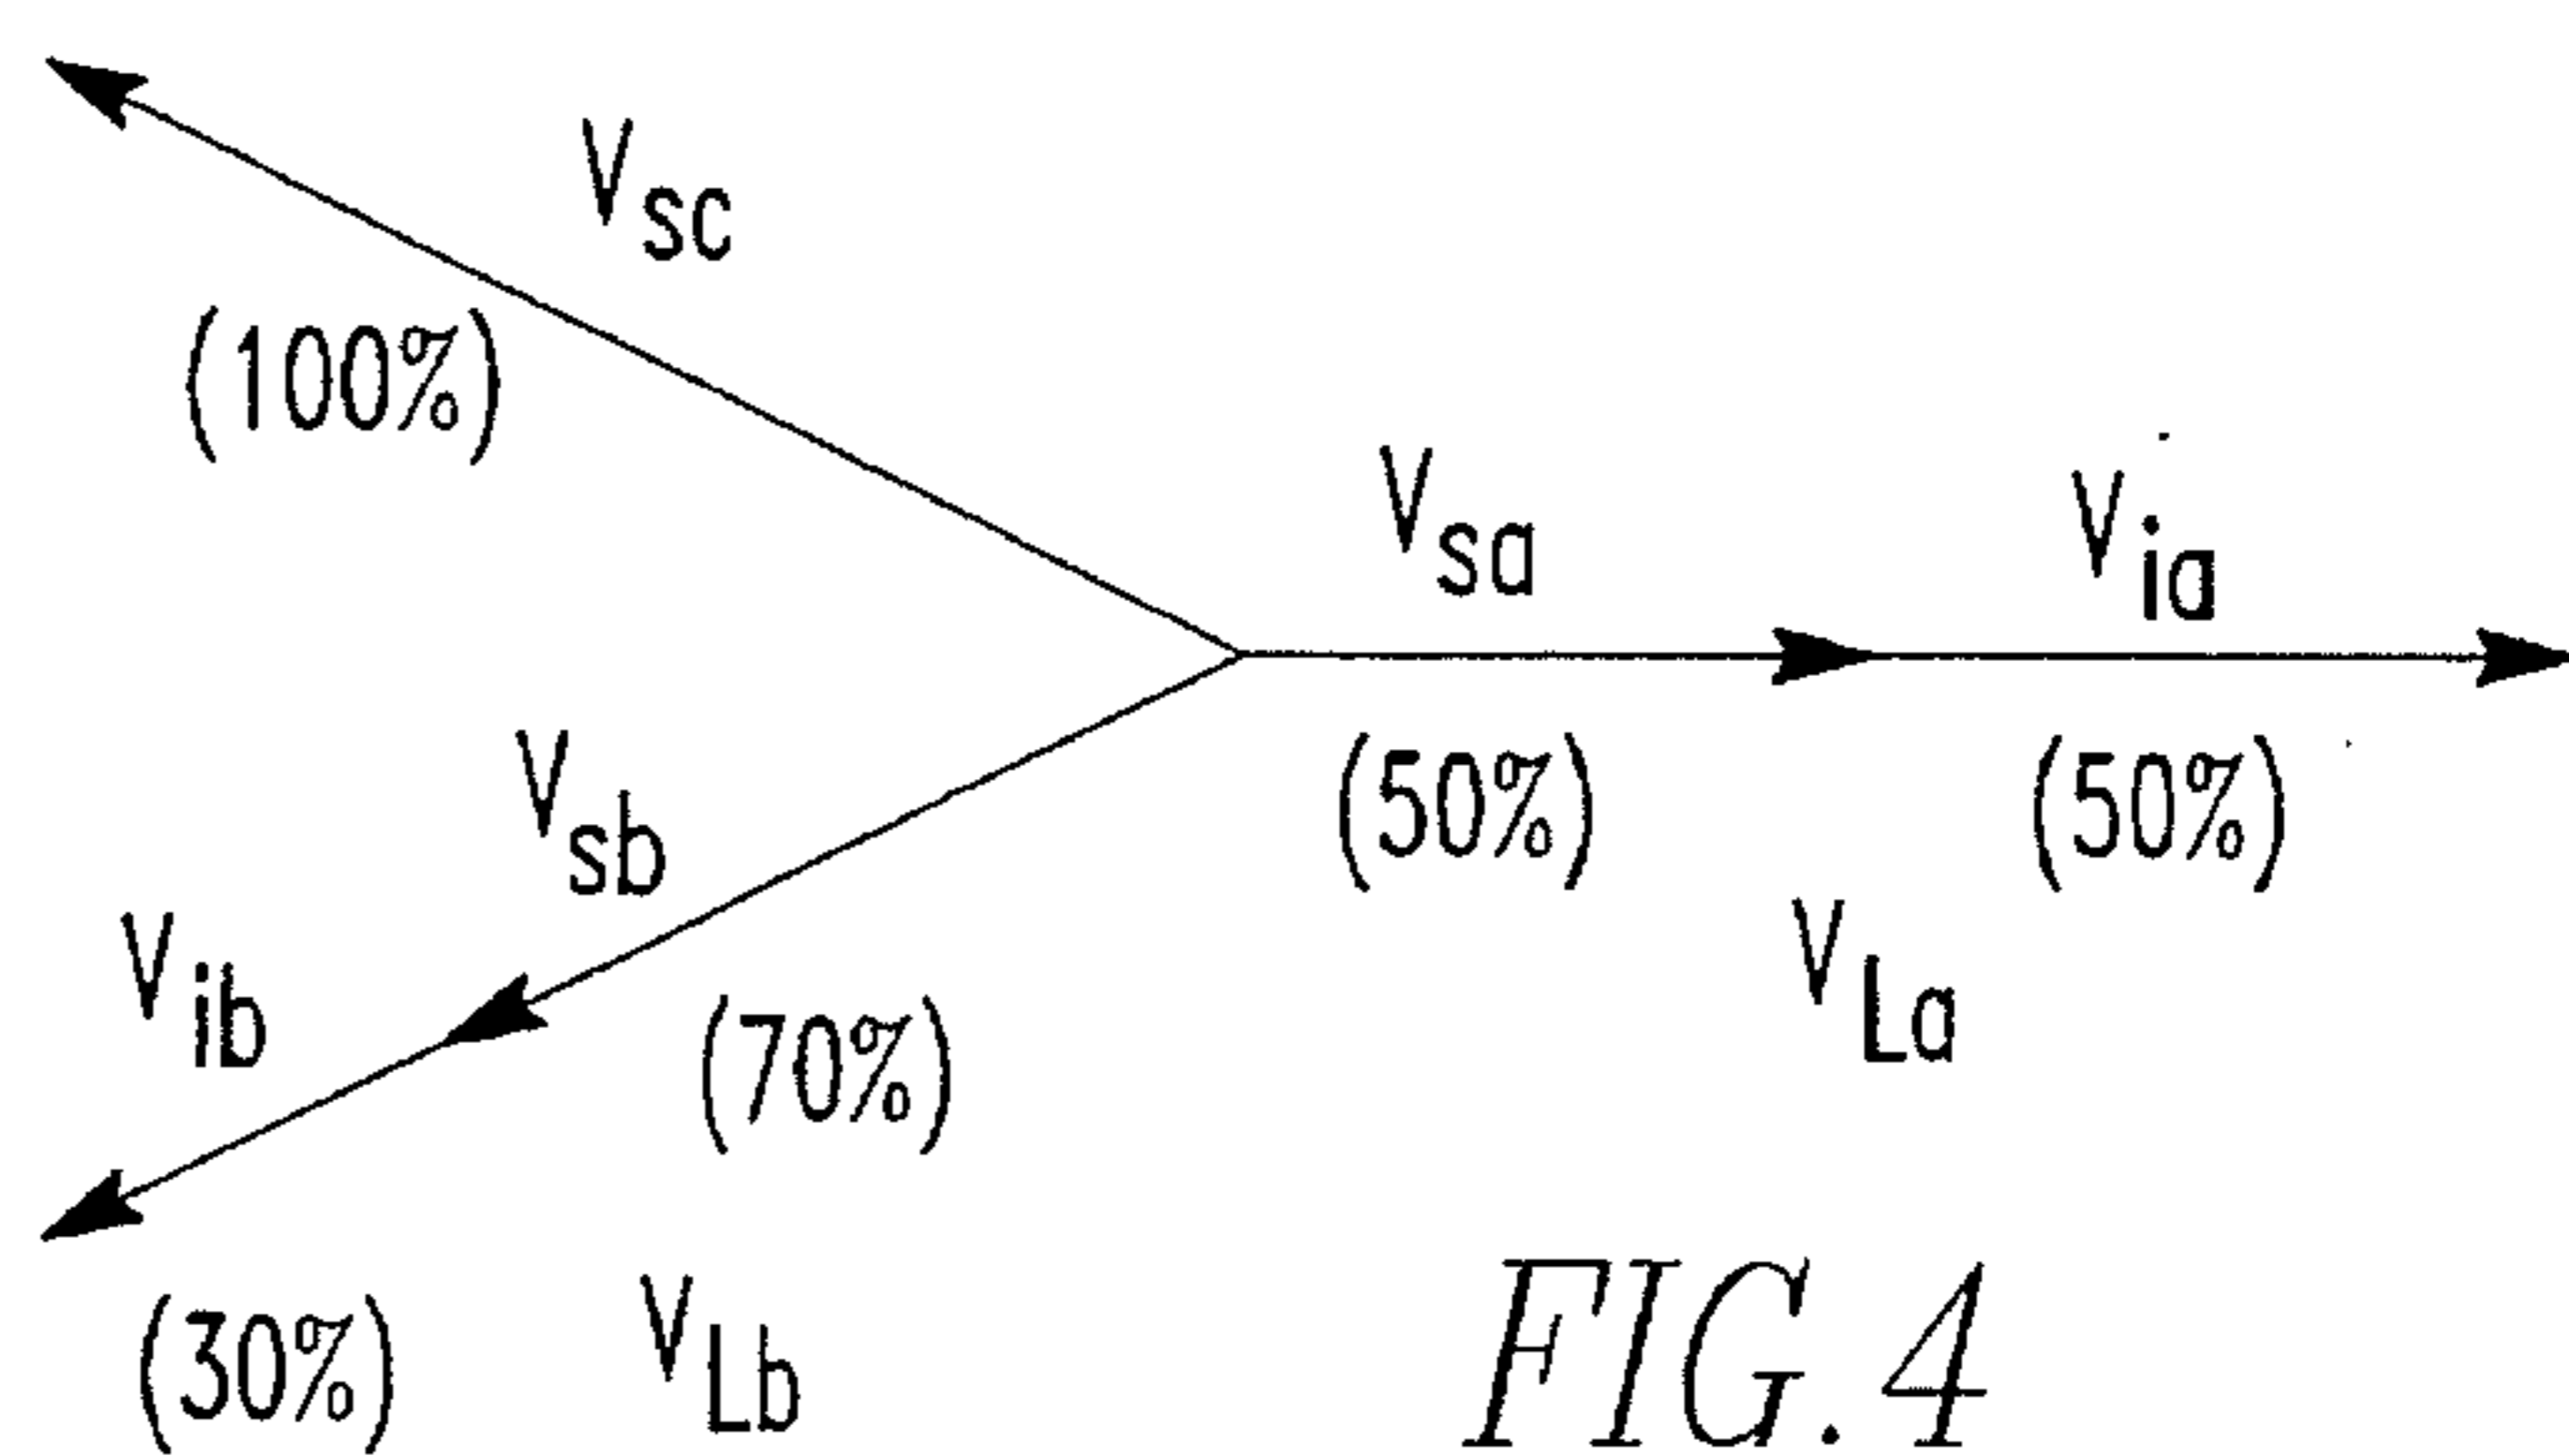 Vsc
(100%)
Vsa
Via
(50%)
(50%)
VLa
Vsb
(70%)
Vib
(30%)
VLb
FIG.4